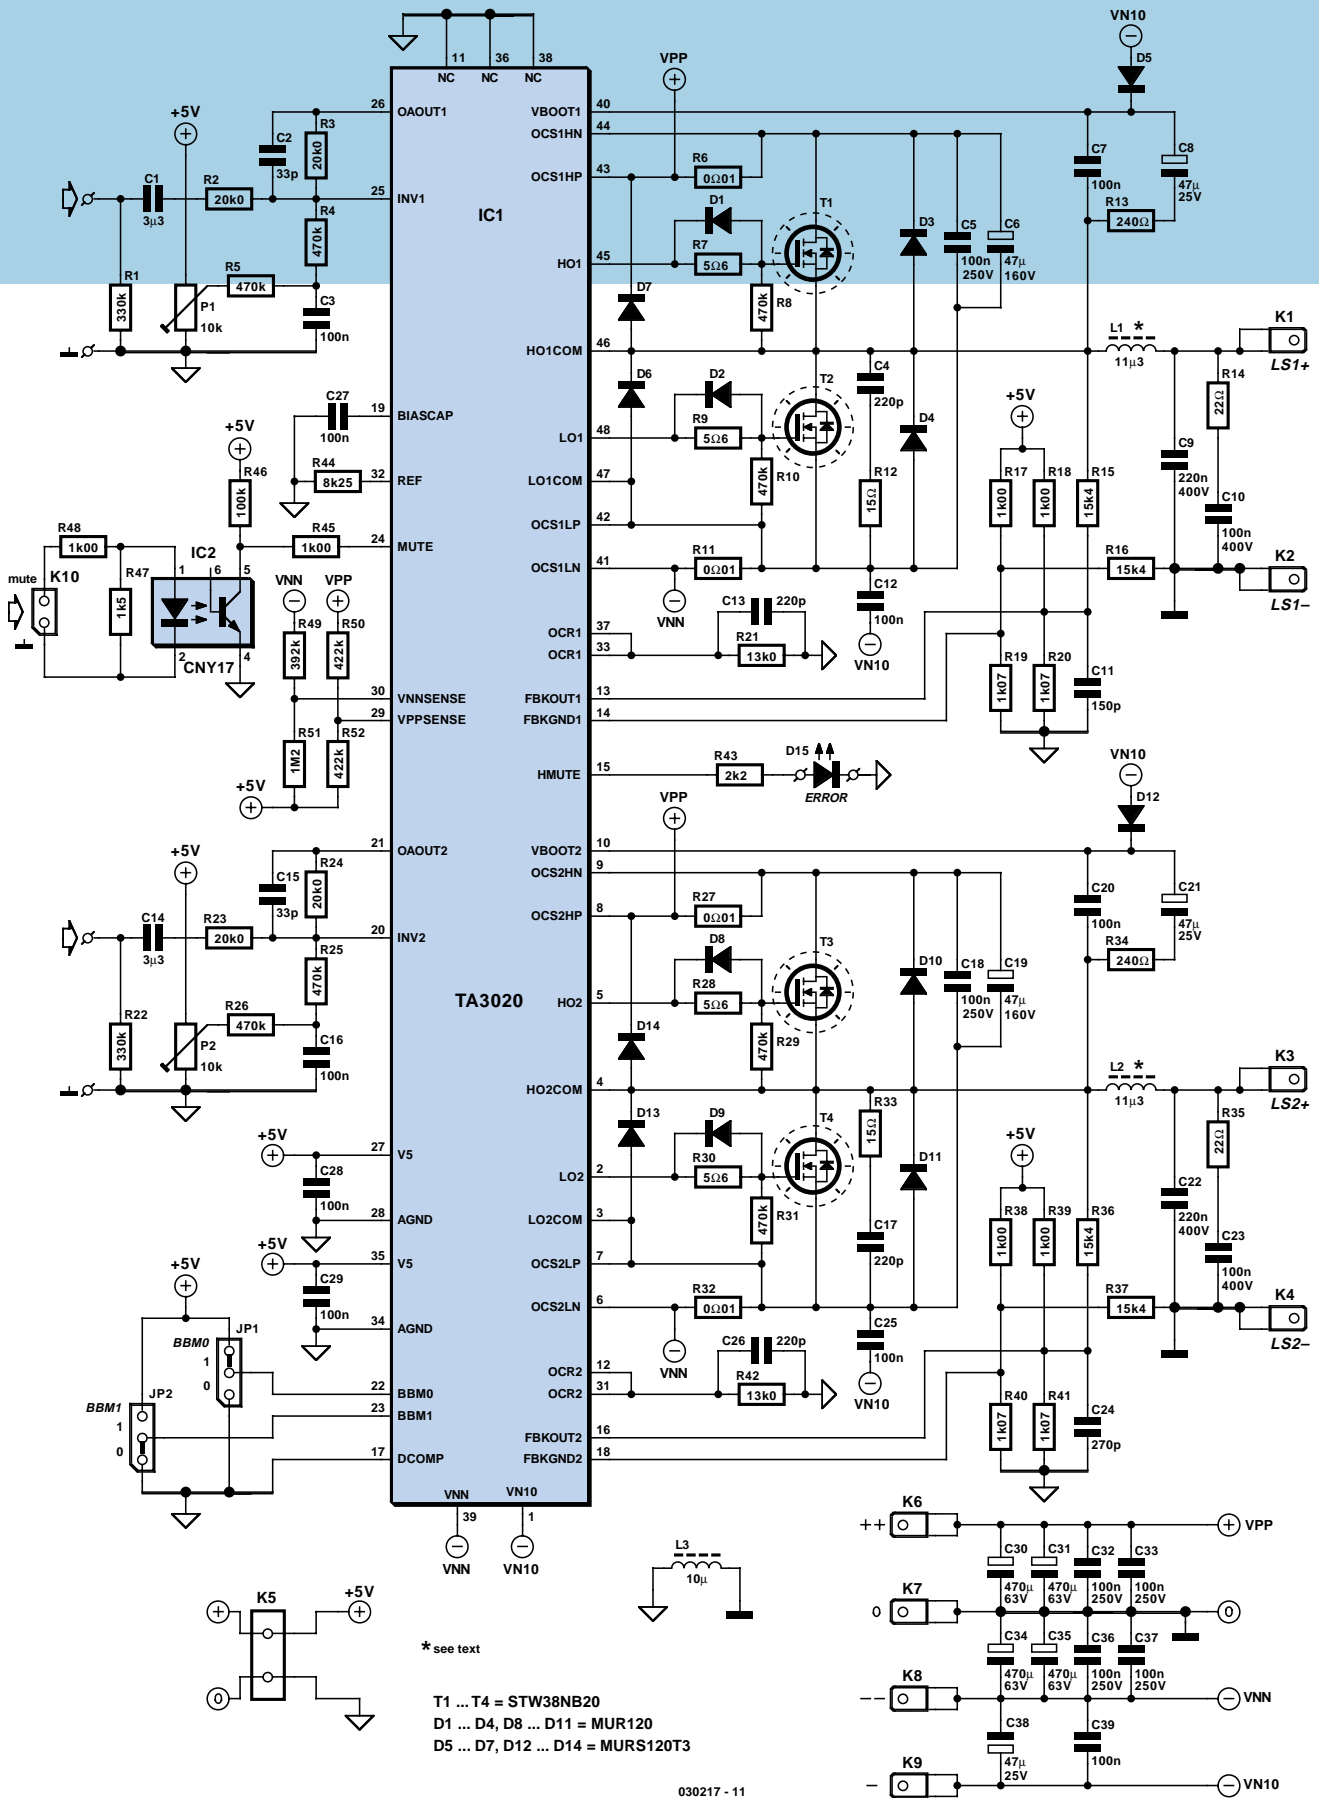 VN10
D5
11
36
38
NC
NC
NC
VPP
+5V
26
OAOUT1
VBOOT1
40
OCS1HN
44
C2
R3
20k0
33p
R6
0Ω01
C7
100n
C8
47µ
25V
C1
3µ3
R2
20k0
25
INV1
OCS1HP
43
R4
470k
IC1
D1
T1
R7
5Ω6
D3
C5
100n
250V
C6
47µ
160V
R13
240Ω
HO1
45
R1
330k
R5
470k
P1
10k
C3
100n
D7
R8
470k
K1
LS1+
HO1COM
46
L1 *
11µ3
C27
100n
19
BIASCAP
D6
D2
T2
C4
220p
+5V
R14
22Ω
+5V
LO1
48
R9
5Ω6
D4
C9
220n
400V
R44
8k25
32
REF
LO1COM
47
R10
470k
R12
15Ω
R17
1k00
R18
1k00
R15
15k4
R46
100k
C10
100n
400V
OCS1LP
42
R48
1k00
IC2
R45
1k00
24
MUTE
mute
K10
R47
1k5
1
6
5
2
4
CNY17
OCS1LN
41
R11
0Ω01
C12
100n
R16
15k4
K2
LS1–
VNN
VPP
VNN
C13
220p
R49
392k
R50
422k
OCR1
37
OCR1
33
R21
13k0
VN10
30
VNNSENSE
FBKOUT1
13
R19
1k07
R20
1k07
C11
150p
29
VPPSENSE
FBKGND1
14
R51
1M2
R52
422k
+5V
HMUTE
15
R43
2k2
D15
ERROR
VN10
D12
VPP
+5V
21
OAOUT2
VBOOT2
10
OCS2HN
9
C15
33p
R24
20k0
R27
0Ω01
C20
100n
C21
47µ
25V
C14
3µ3
R23
20k0
20
INV2
OCS2HP
8
R25
470k
TA3020
D8
T3
R28
5Ω6
D10
C18
100n
250V
C19
47µ
160V
R34
240Ω
HO2
5
R22
330k
R26
470k
P2
10k
C16
100n
D14
R29
470k
K3
LS2+
HO2COM
4
L2 *
11µ3
D13
D9
T4
R33
15Ω
+5V
R35
22Ω
+5V
27
V5
C28
100n
LO2
2
R30
5Ω6
D11
C22
220n
400V
28
AGND
LO2COM
3
R31
470k
C17
220p
R38
1k00
R39
1k00
R36
15k4
C23
100n
400V
+5V
35
V5
OCS2LP
7
+5V
C29
100n
OCS2LN
6
R32
0Ω01
C25
100n
R37
15k4
K4
LS2–
34
AGND
BBM0
JP1
1
0
VNN
C26
220p
JP2
BBM1
1
0
OCR2
12
R42
13k0
VN10
22
BBM0
OCR2
31
R40
1k07
R41
1k07
C24
270p
23
BBM1
FBKOUT2
16
17
DCOMP
FBKGND2
18
VNN
VN10
39
1
VNN
VN10
K6
++
VPP
L3
10µ
C30
470µ
63V
C31
470µ
63V
C32
100n
250V
C33
100n
250V
K5
+5V
K7
0
0
0
* see text
C34
470µ
63V
C35
470µ
63V
C36
100n
250V
C37
100n
250V
K8
– –
VNN
T1 ... T4 = STW38NB20
D1 ... D4, D8 ... D11 = MUR120
D5 ... D7, D12 ... D14 = MURS120T3
C38
47µ
25V
C39
100n
K9
–
VN10
030217 - 11